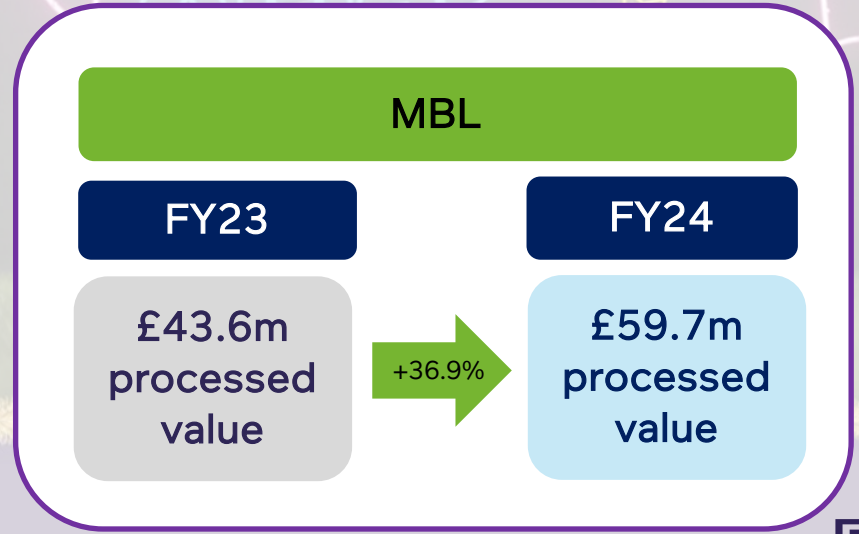 MBL
FY23
FY24
£43.6m
processed
value
+36.9%
£59.7m
processed
value